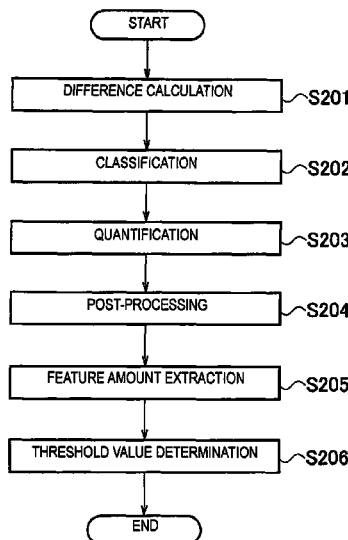 START
DIFFERENCE CALCULATION S201
CLASSIFICATION S202
QUANTIFICATION S203
POST-PROCESSING S204
FEATURE AMOUNT EXTRACTION S205
THRESHOLD VALUE DETERMINATION S206
END